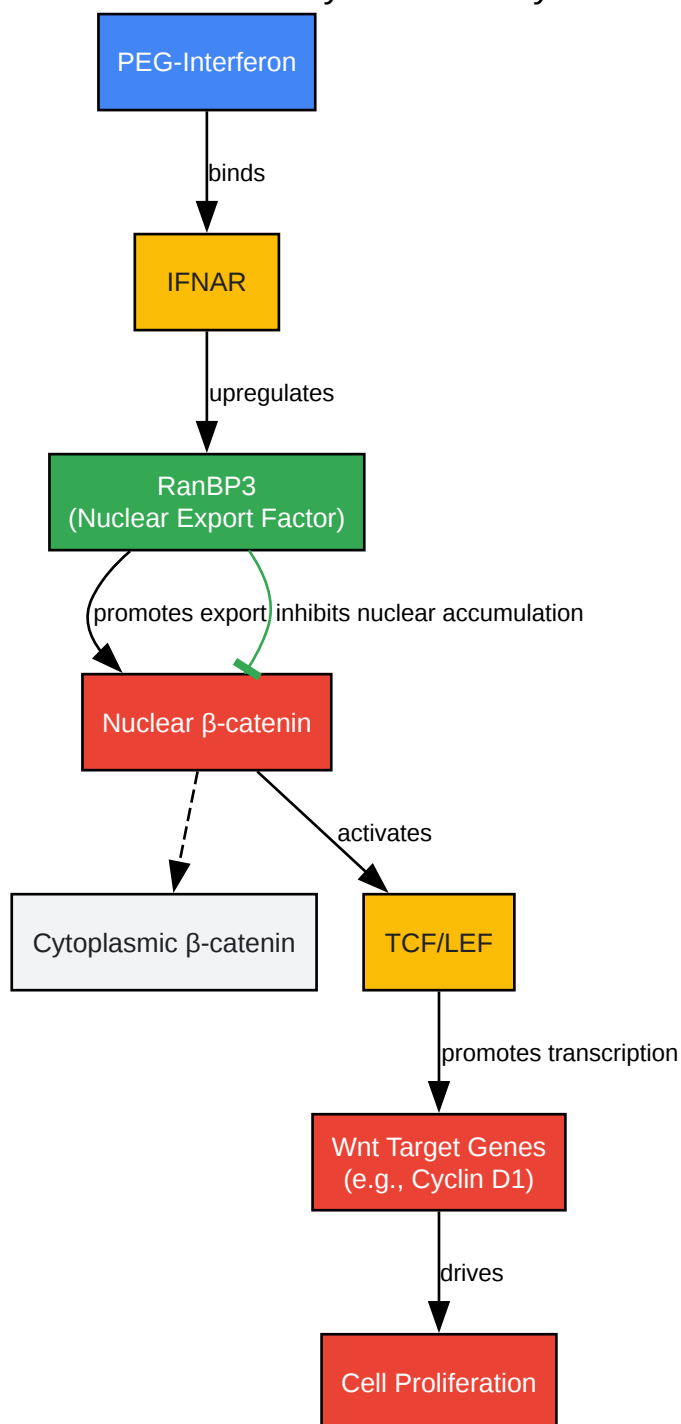 PEG-Interferon
binds
IFNAR
upregulates
RanBP3
(Nuclear Export Factor)
promotes export
inhibits nuclear accumulation
Nuclear β-catenin
activates
Cytoplasmic β-catenin
TCF/LEF
promotes transcription
Wnt Target Genes
(e.g., Cyclin D1)
drives
Cell Proliferation